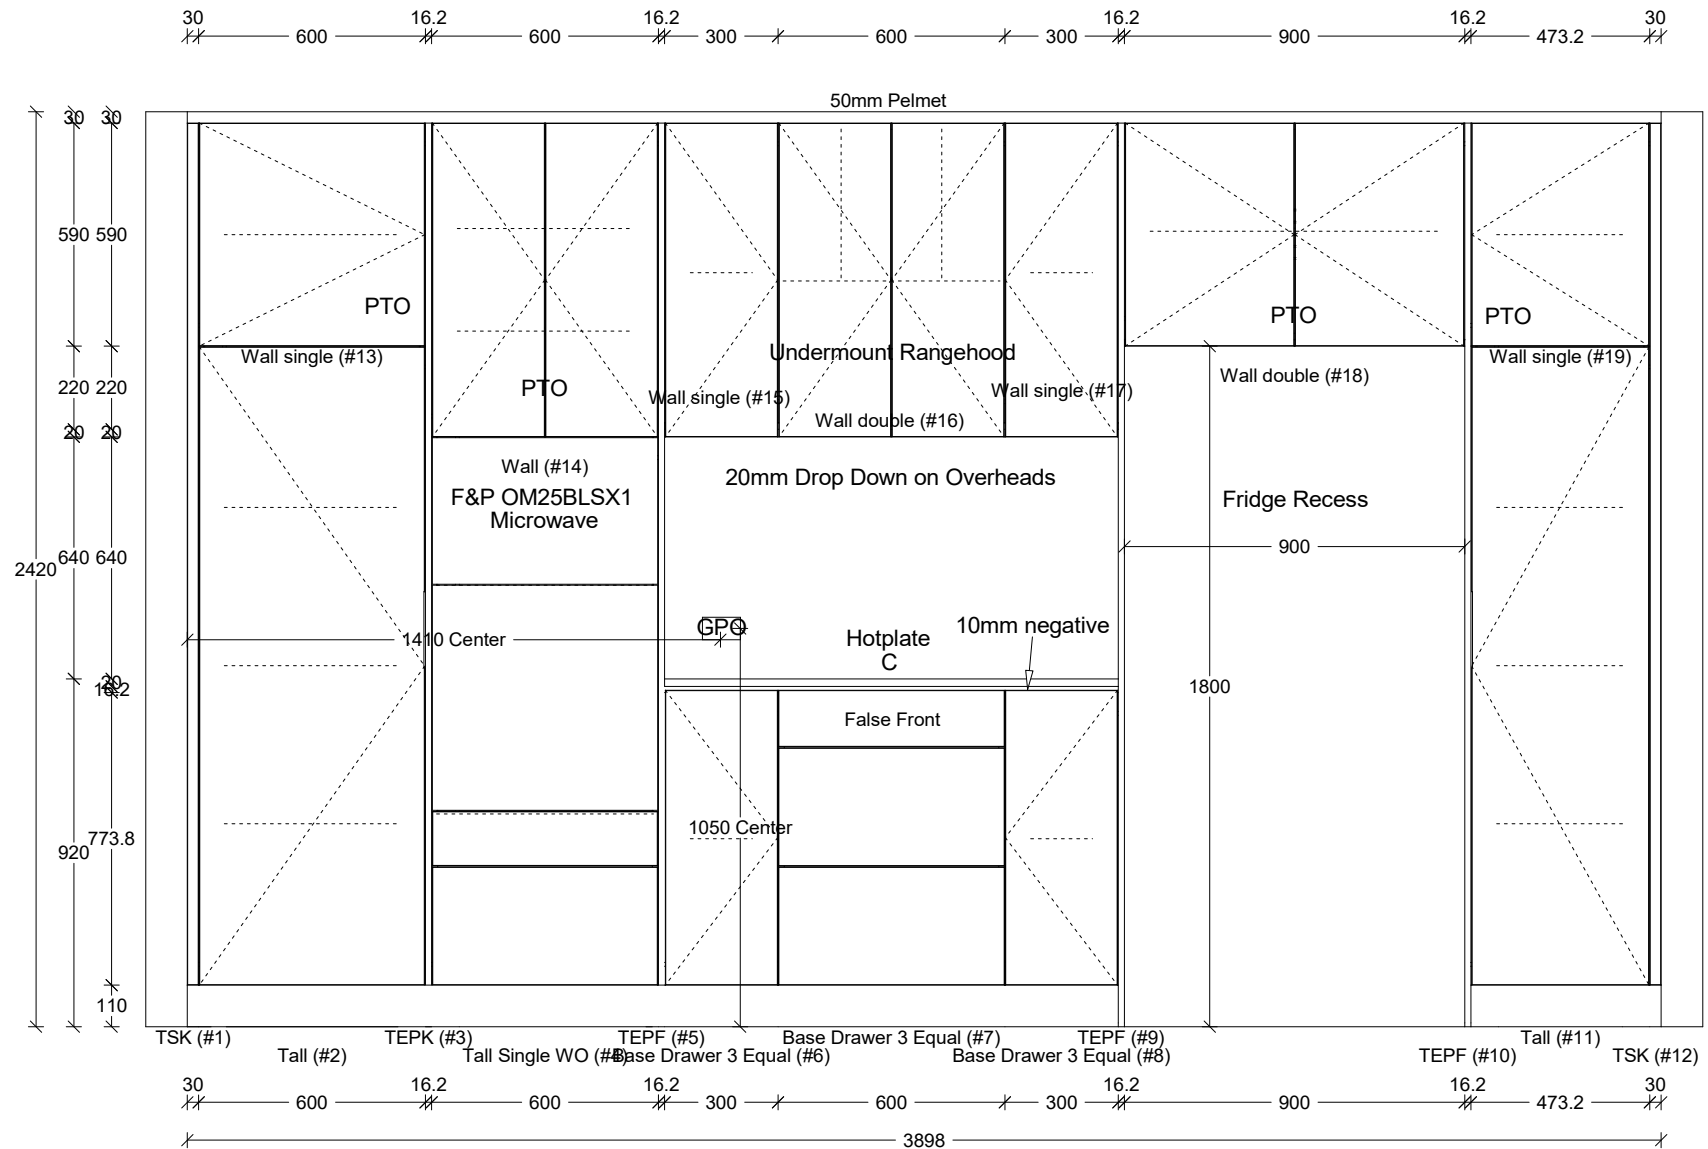 30 16.2 16.2 16.2 16.2 30
600 600 300 600 300 900 473.2
50mm Pelmet
30 30
590 590
PTO
PTO
PTO
Undermount Rangehood
Wall single (#13)
Wall single (#19)
Wall double (#18)
220 220
PTO
Wall single (#15)
Wall single (#17)
Wall double (#16)
20 20
Wall (#14)
20mm Drop Down on Overheads
F&P OM25BLSX1
Microwave
Fridge Recess
900
640 640
2420
GPO
10mm negative
1410 Center
Hotplate
C
1800
16.2
False Front
1050 Center
773.8
920
110
TSK (#1) TEPK (#3) TEPF (#5) Base Drawer 3 Equal (#7) TEPF (#9) Tall (#11)
Tall (#2) Tall Single WO (#4) Base Drawer 3 Equal (#6) Base Drawer 3 Equal (#8) TEPF (#10) TSK (#12)
30 16.2 16.2 16.2 16.2 30
600 600 300 600 300 900 473.2
3898